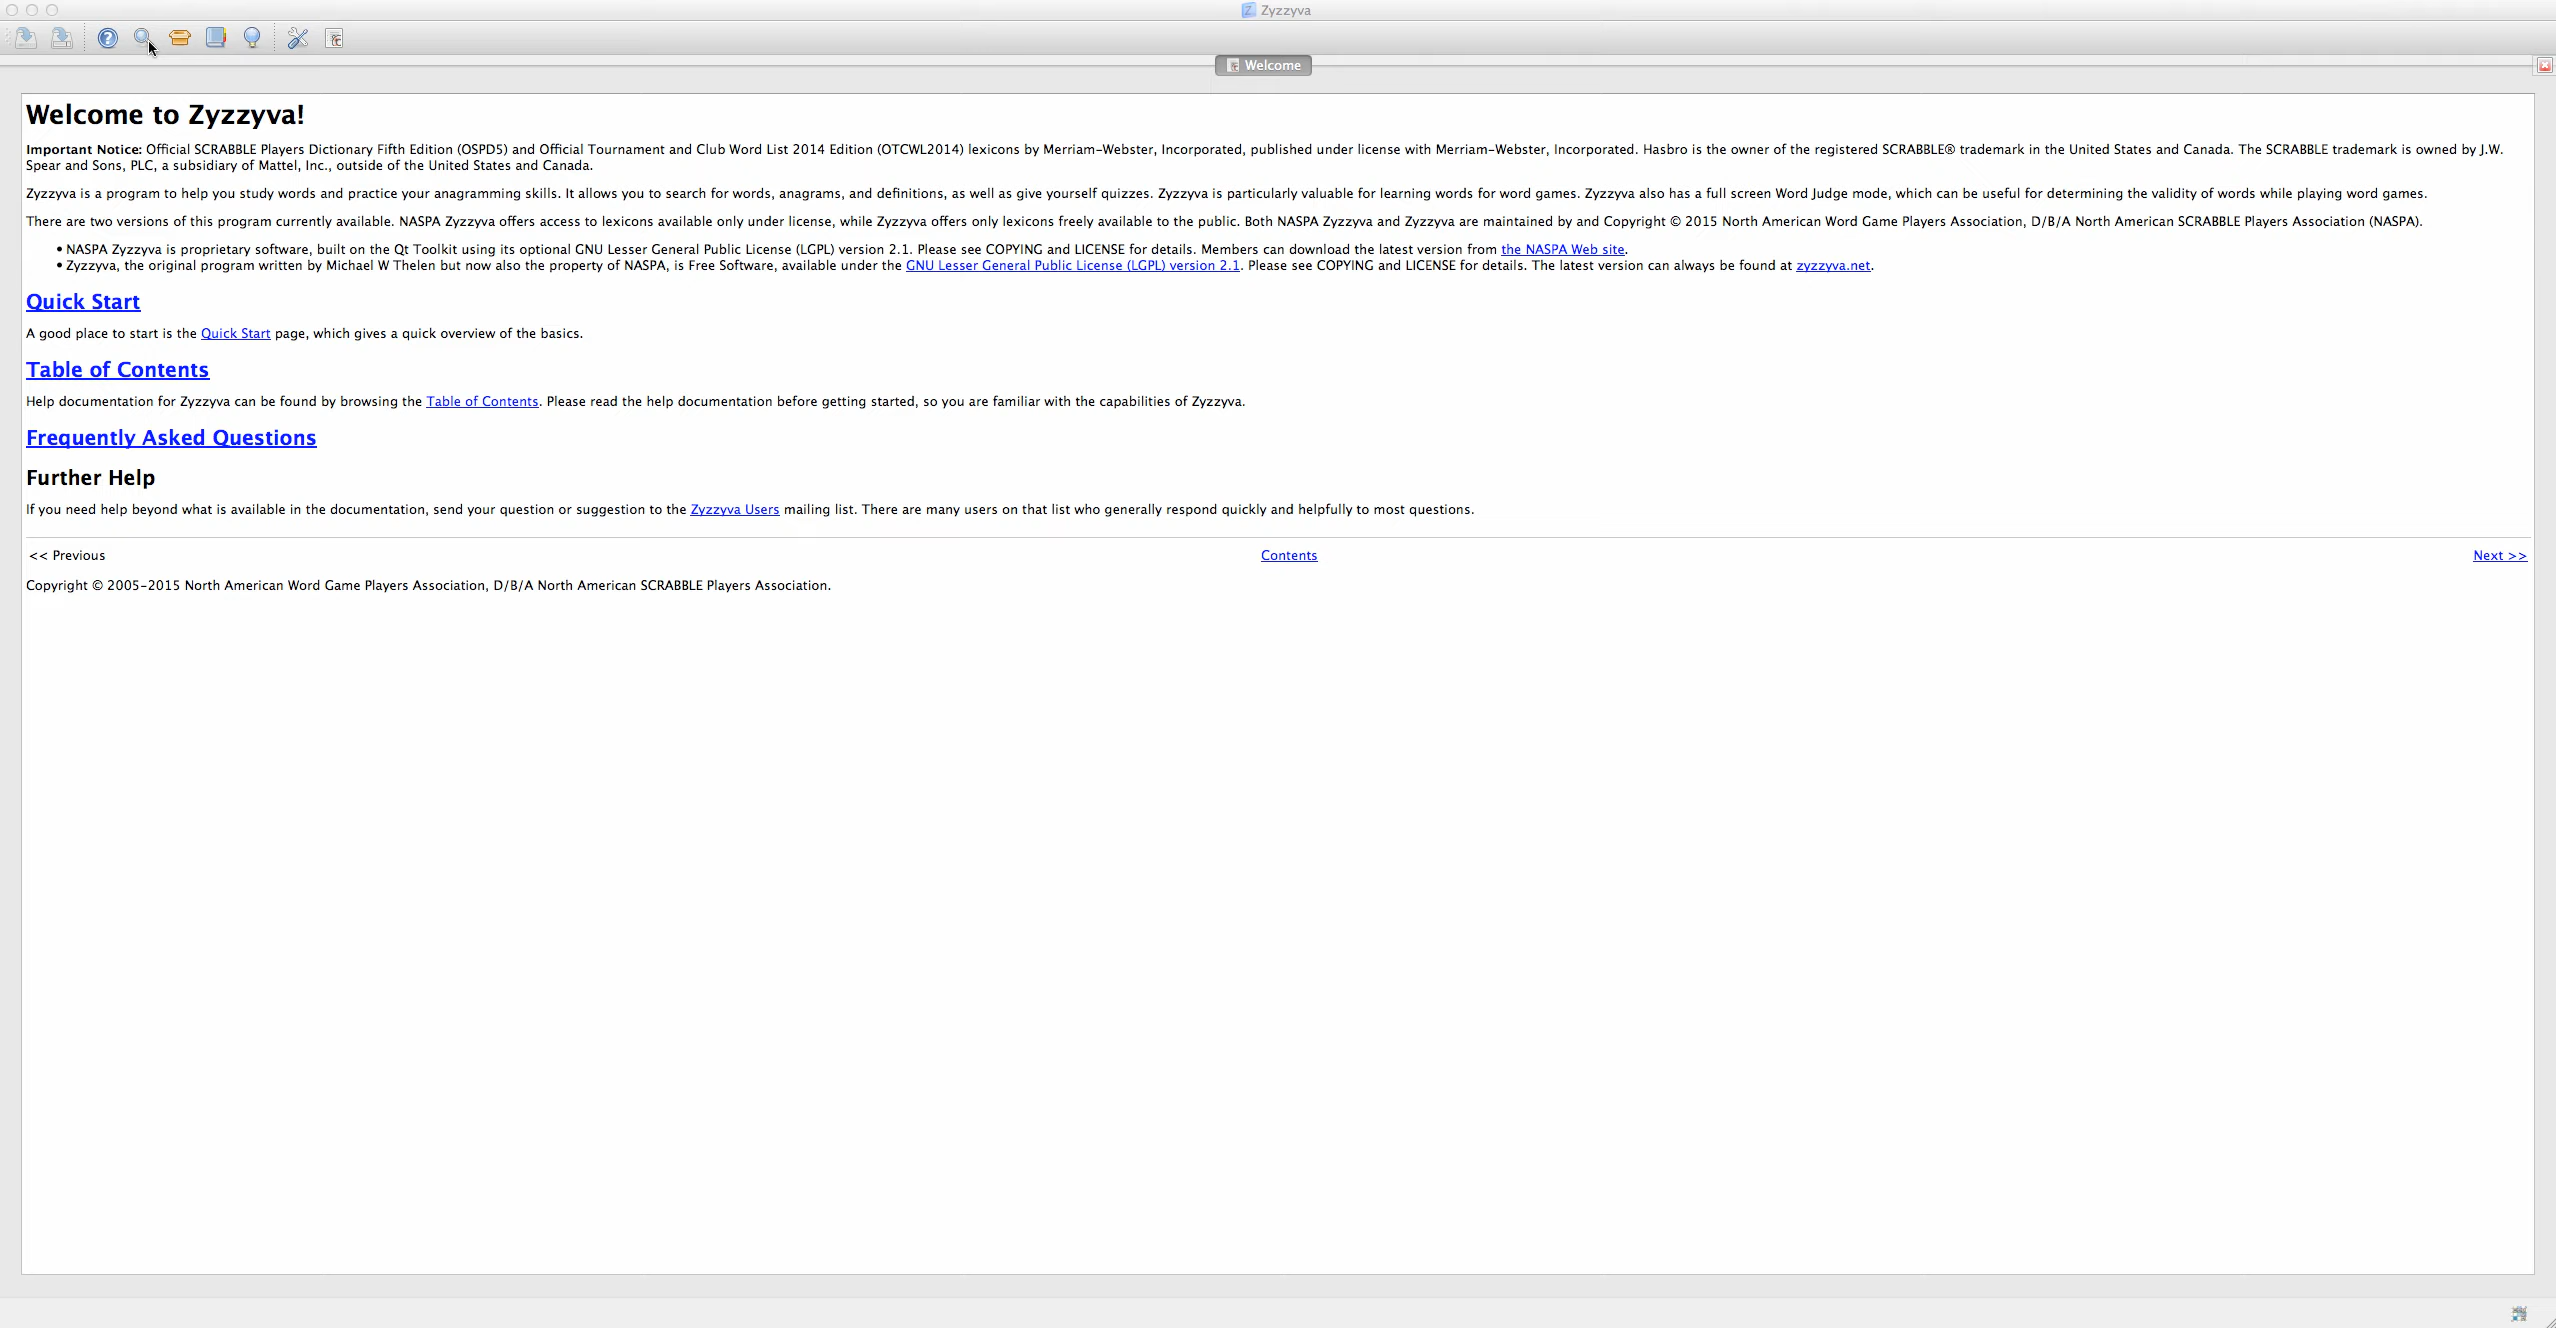 Zyzzyva
Welcome
Welcome to Zyzzyva!
Important Notice: Official SCRABBLE Players Dictionary Fifth Edition (OSPD5) and Official Tournament and Club Word List 2014 Edition (OTCWL2014) lexicons by Merriam-Webster, Incorporated, published under license with Merriam-Webster, Incorporated. Hasbro is the owner of the registered SCRABBLE® trademark in the United States and Canada. The SCRABBLE trademark is owned by J.W.
Spear and Sons, PLC, a subsidiary of Mattel, Inc., outside of the United States and Canada.
Zyzzyva is a program to help you study words and practice your anagramming skills. It allows you to search for words, anagrams, and definitions, as well as give yourself quizzes. Zyzzyva is particularly valuable for learning words for word games. Zyzzyva also has a full screen Word Judge mode, which can be useful for determining the validity of words while playing word games.
There are two versions of this program currently available. NASPA Zyzzyva offers access to lexicons available only under license, while Zyzzyva offers only lexicons freely available to the public. Both NASPA Zyzzyva and Zyzzyva are maintained by and Copyright © 2015 North American Word Game Players Association, D/B/A North American SCRABBLE Players Association (NASPA).
• NASPA Zyzzyva is proprietary software, built on the Qt Toolkit using its optional GNU Lesser General Public License (LGPL) version 2.1. Please see COPYING and LICENSE for details. Members can download the latest version from the NASPA Web site.
• Zyzzyva, the original program written by Michael W Thelen but now also the property of NASPA, is Free Software, available under the GNU Lesser General Public License (LGPL) version 2.1. Please see COPYING and LICENSE for details. The latest version can always be found at zyzzyva.net.
Quick Start
A good place to start is the Quick Start page, which gives a quick overview of the basics.
Table of Contents
Help documentation for Zyzzyva can be found by browsing the Table of Contents. Please read the help documentation before getting started, so you are familiar with the capabilities of Zyzzyva.
Frequently Asked Questions
Further Help
If you need help beyond what is available in the documentation, send your question or suggestion to the Zyzzyva Users mailing list. There are many users on that list who generally respond quickly and helpfully to most questions.
<< Previous Contents Next >>
Copyright © 2005-2015 North American Word Game Players Association, D/B/A North American SCRABBLE Players Association.